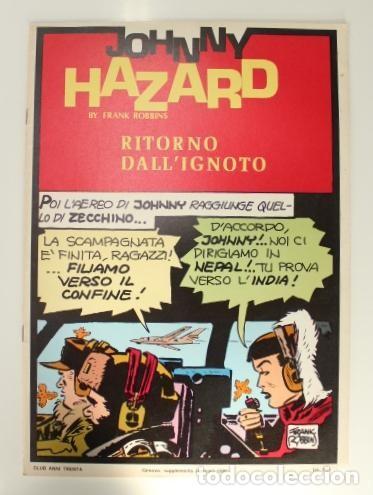 JOHNNY
HAZARD
BY FRANK ROBBINS
RITORNO
DALL'IGNOTO
POI L'AEREO DI JOHNNY RAGGIUNGE QUEL-
LO DI ZECCHINO...
LA SCAMPAGNATA
E' FINITA, RAGAZZI!
... FILIAMO
VERSO IL
CONFINE!
D'ACCORDO,
JOHNNY!.. NOI CI
DIRIGIAMO IN
NEPAL!.. TU PROVA
VERSO L'INDIA!
FRANK
ROBBINS
CLUB ANNI TRENTA
Genova, supplemento
todocoleccion